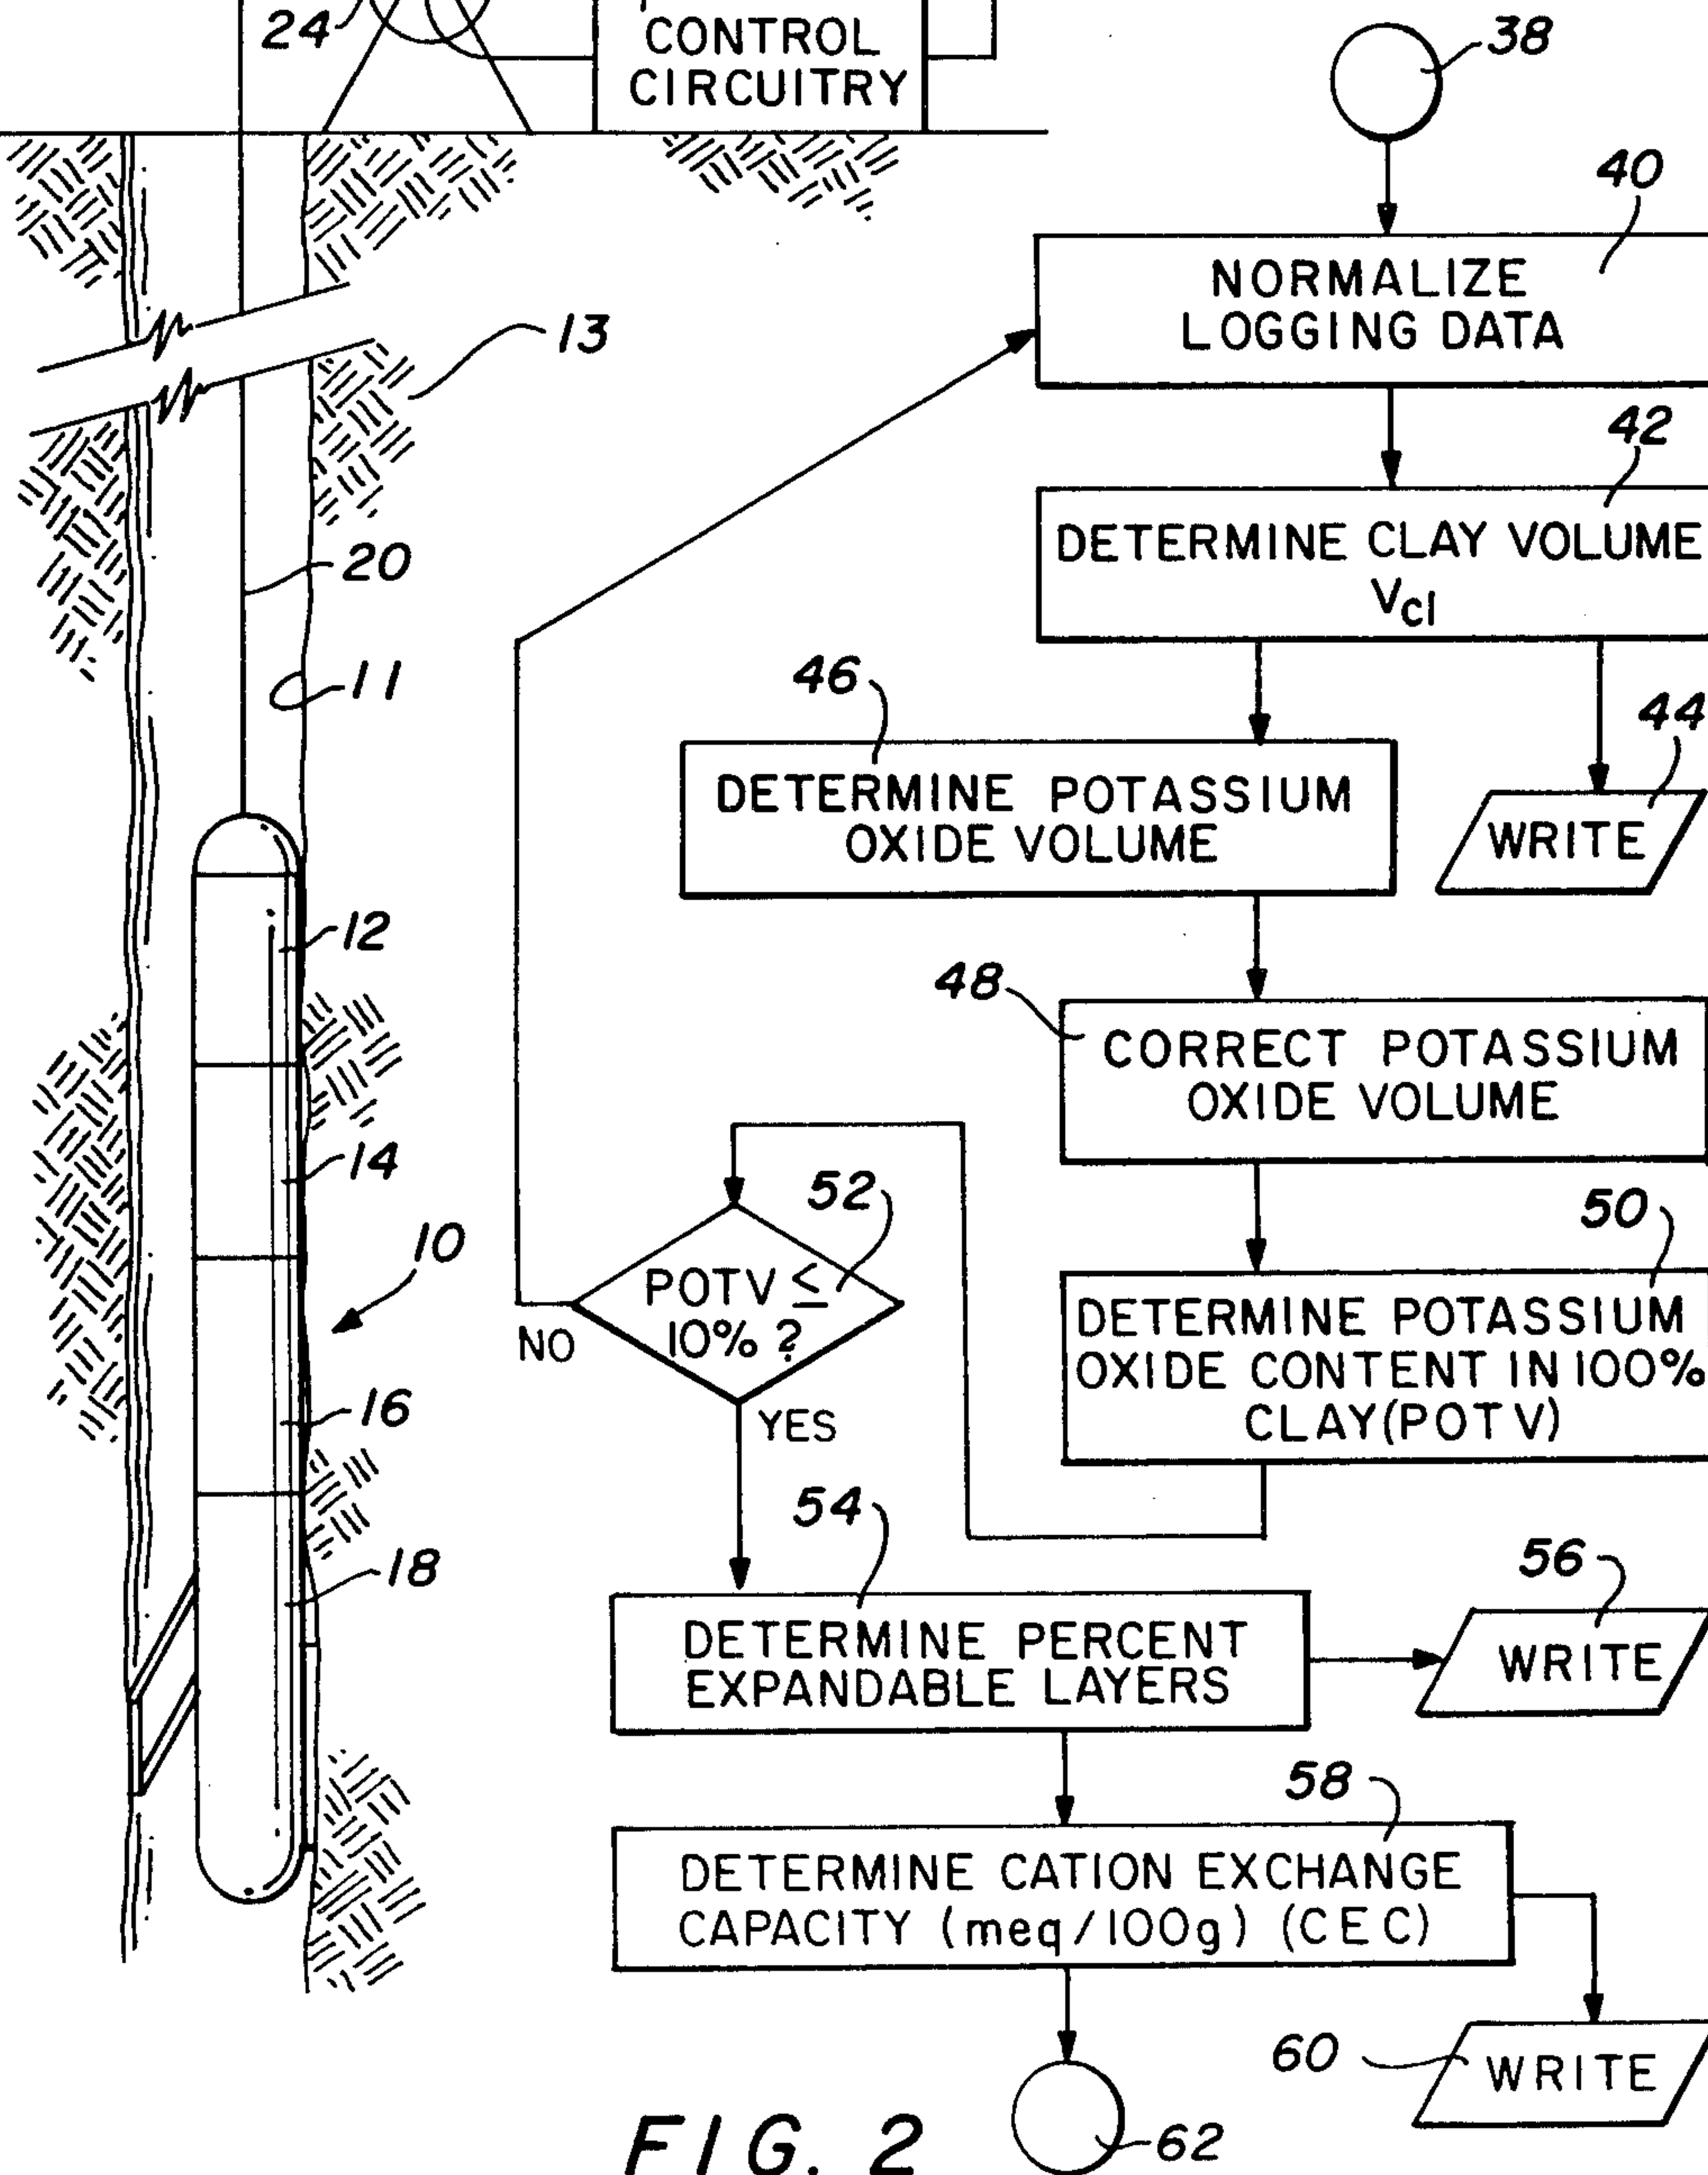 24
CONTROL
CIRCUITRY
13
20
11
12
14
10
16
18
38
40
NORMALIZE
LOGGING DATA
42
DETERMINE CLAY VOLUME
Vcl
46
44
DETERMINE POTASSIUM
OXIDE VOLUME
WRITE
48
CORRECT POTASSIUM
OXIDE VOLUME
52
50
POTV ≤
10% ?
NO
YES
DETERMINE POTASSIUM
OXIDE CONTENT IN 100%
CLAY(POTV)
54
56
DETERMINE PERCENT
EXPANDABLE LAYERS
WRITE
58
DETERMINE CATION EXCHANGE
CAPACITY (meq/100g) (CEC)
60
WRITE
62
FIG. 2